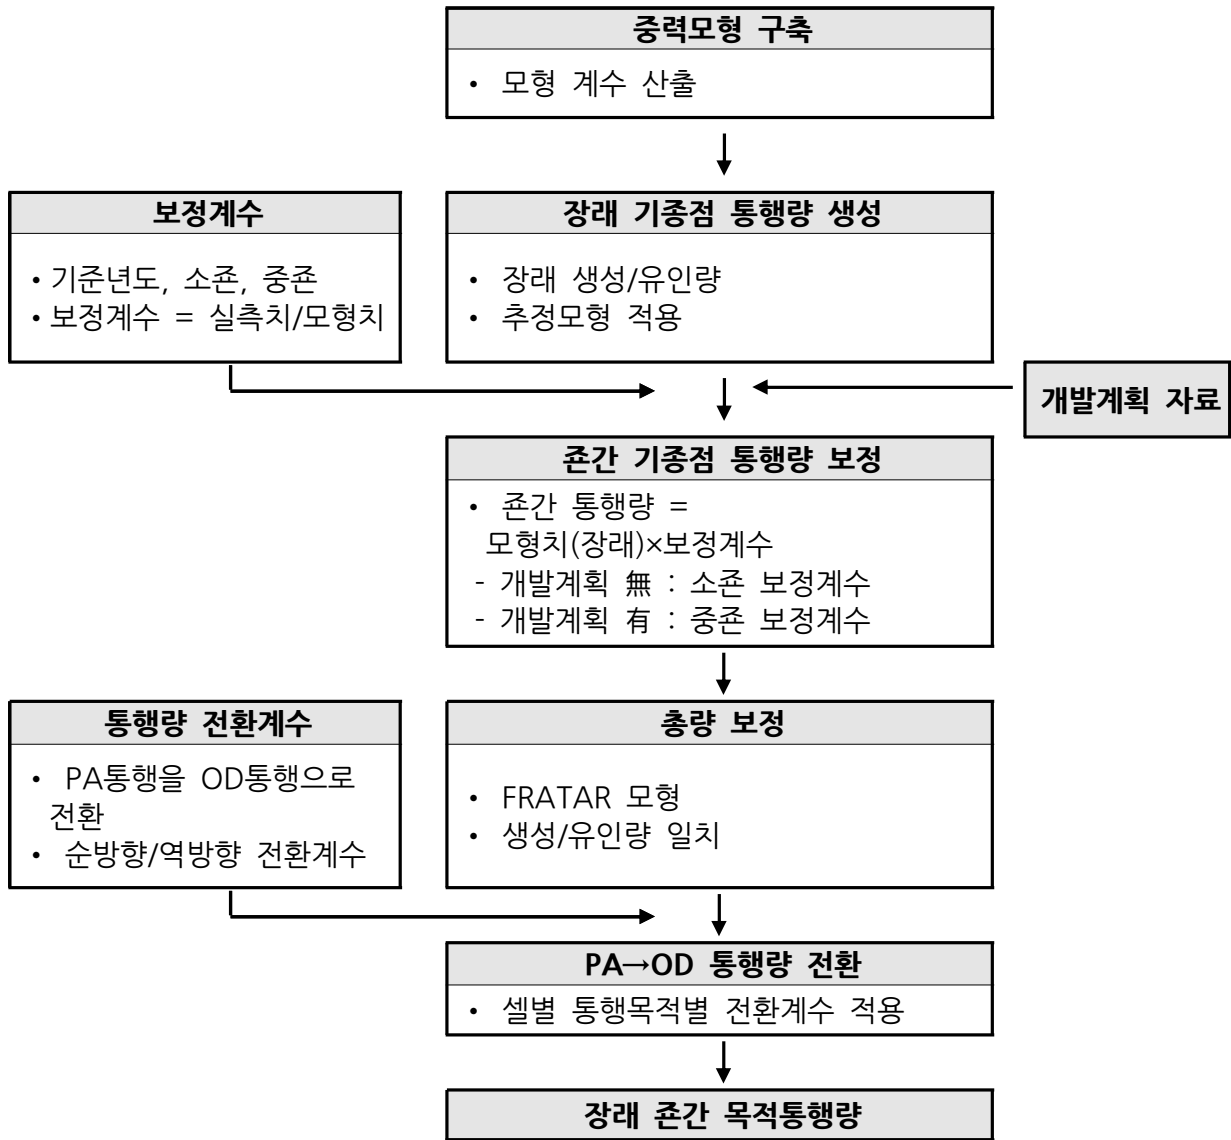 중력모형 구축
• 모형 계수 산출
보정계수
• 기준년도, 소죤, 중죤
• 보정계수 = 실측치/모형치
장래 기종점 통행량 생성
• 장래 생성/유인량
• 추정모형 적용
개발계획 자료
죤간 기종점 통행량 보정
• 죤간 통행량 =
모형치(장래)×보정계수
- 개발계획 無 : 소죤 보정계수
- 개발계획 有 : 중죤 보정계수
통행량 전환계수
• PA통행을 OD통행으로
전환
• 순방향/역방향 전환계수
총량 보정
• FRATAR 모형
• 생성/유인량 일치
PA→OD 통행량 전환
• 셀별 통행목적별 전환계수 적용
장래 죤간 목적통행량